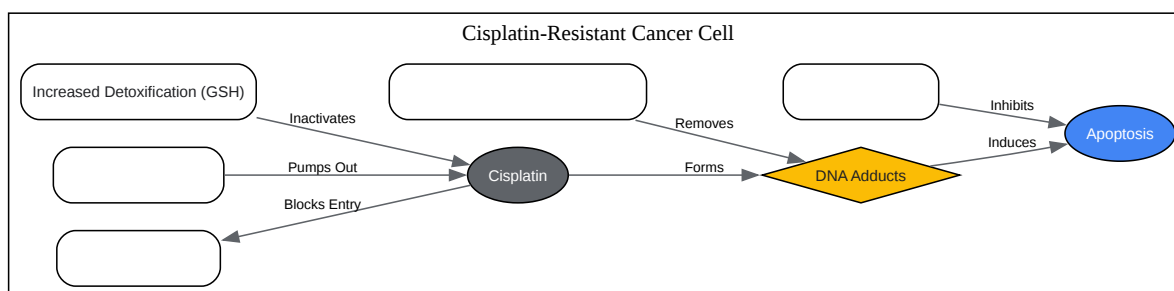 Cisplatin-Resistant Cancer Cell
Increased Detoxification (GSH)
Inactivates
Removes
Inhibits
Apoptosis
Pumps Out
Cisplatin
Forms
DNA Adducts
Induces
Blocks Entry